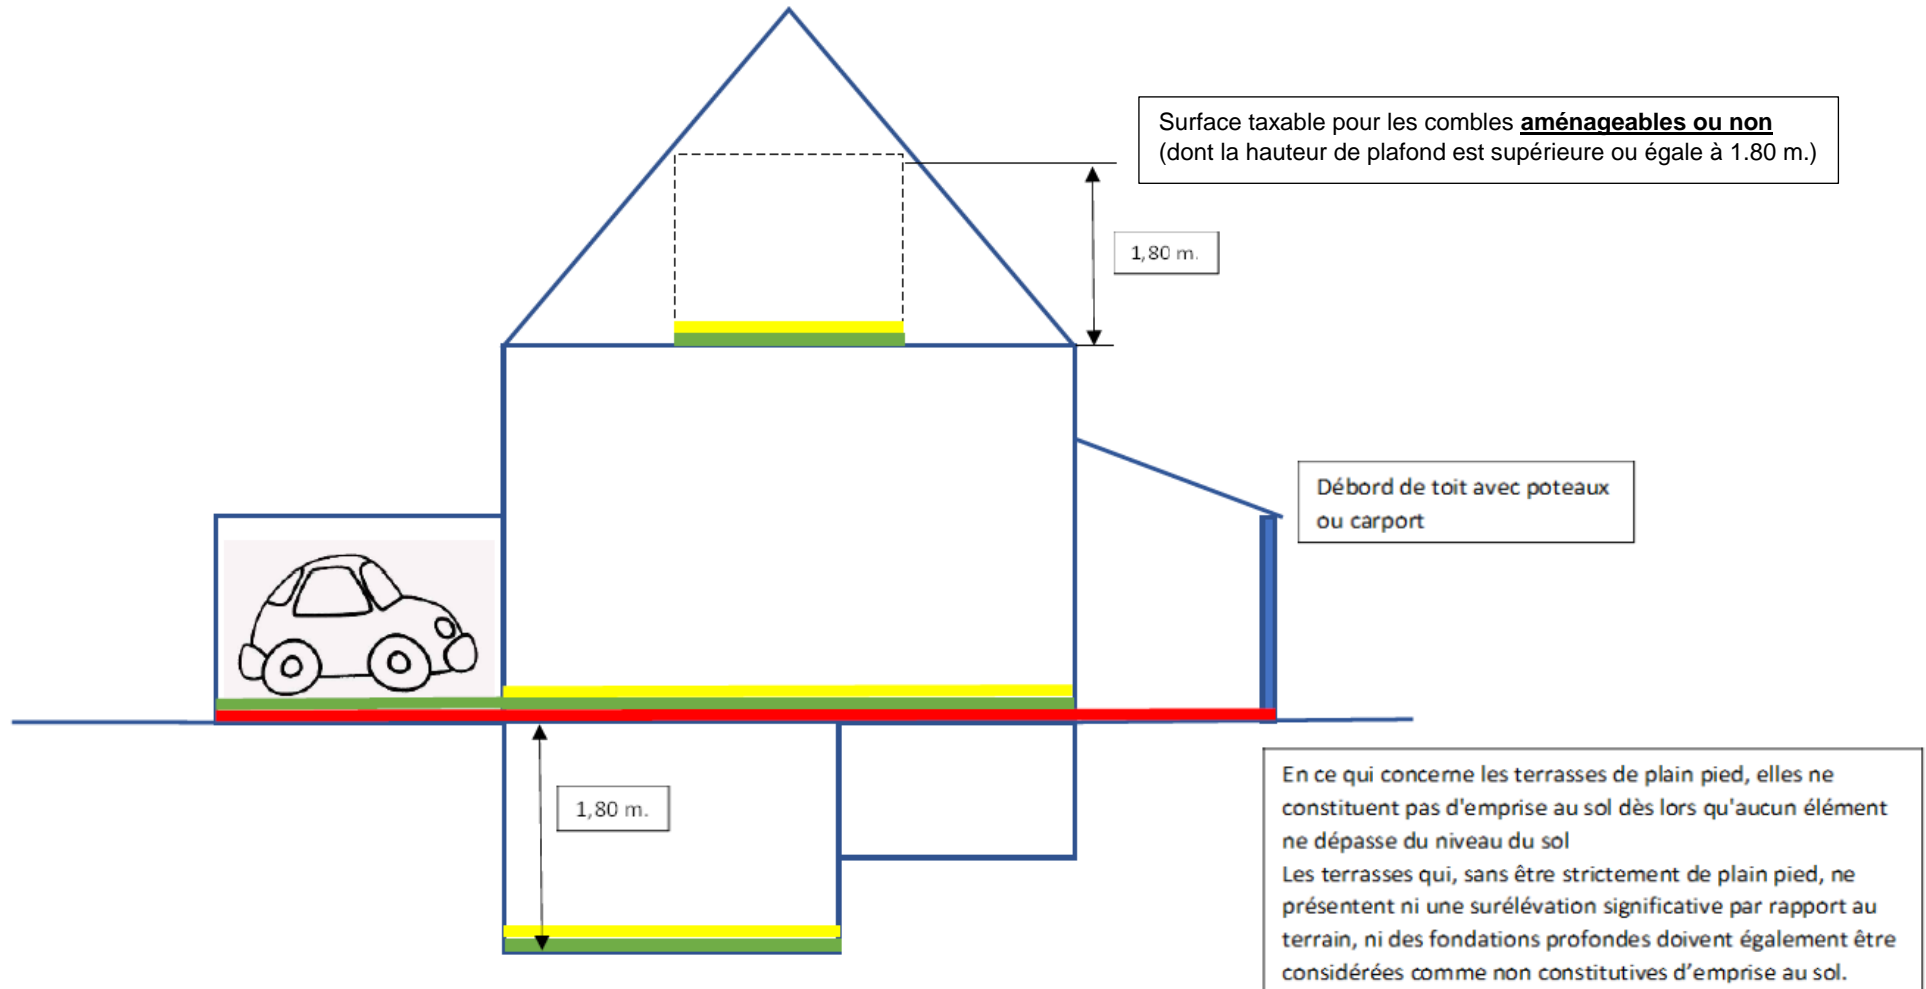 Surface taxable pour les combles aménageables ou non
(dont la hauteur de plafond est supérieure ou égale à 1.80 m.)
1,80 m.
Débord de toit avec poteaux
ou carport
1,80 m.
En ce qui concerne les terrasses de plain pied, elles ne
constituent pas d'emprise au sol dès lors qu'aucun élément
ne dépasse du niveau du sol
Les terrasses qui, sans être strictement de plain pied, ne
présentent ni une surélévation significative par rapport au
terrain, ni des fondations profondes doivent également être
considérées comme non constitutives d’emprise au sol.